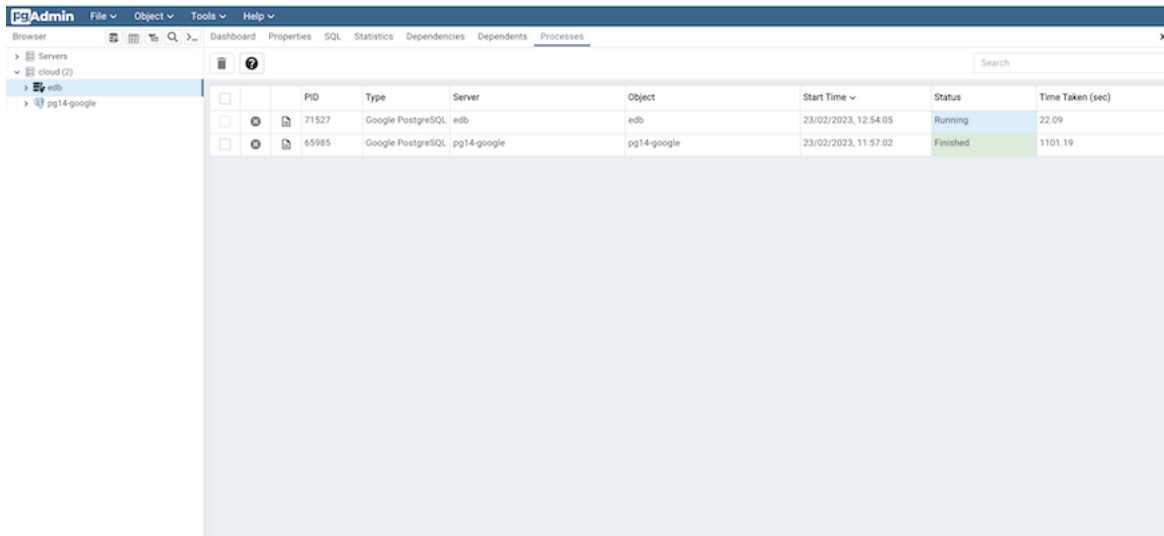 pgAdmin File Object Tools Help
Browser Dashboard Properties SQL Statistics Dependencies Dependents Processes
Servers
cloud (2)
edb
pg14-google
Search
PID Type Server Object Start Time Status Time Taken (sec)
71527 Google PostgreSQL edb edb 23/02/2023, 12:54:05 Running 22.09
65985 Google PostgreSQL pg14-google pg14-google 23/02/2023, 11:57:02 Finished 1101.19